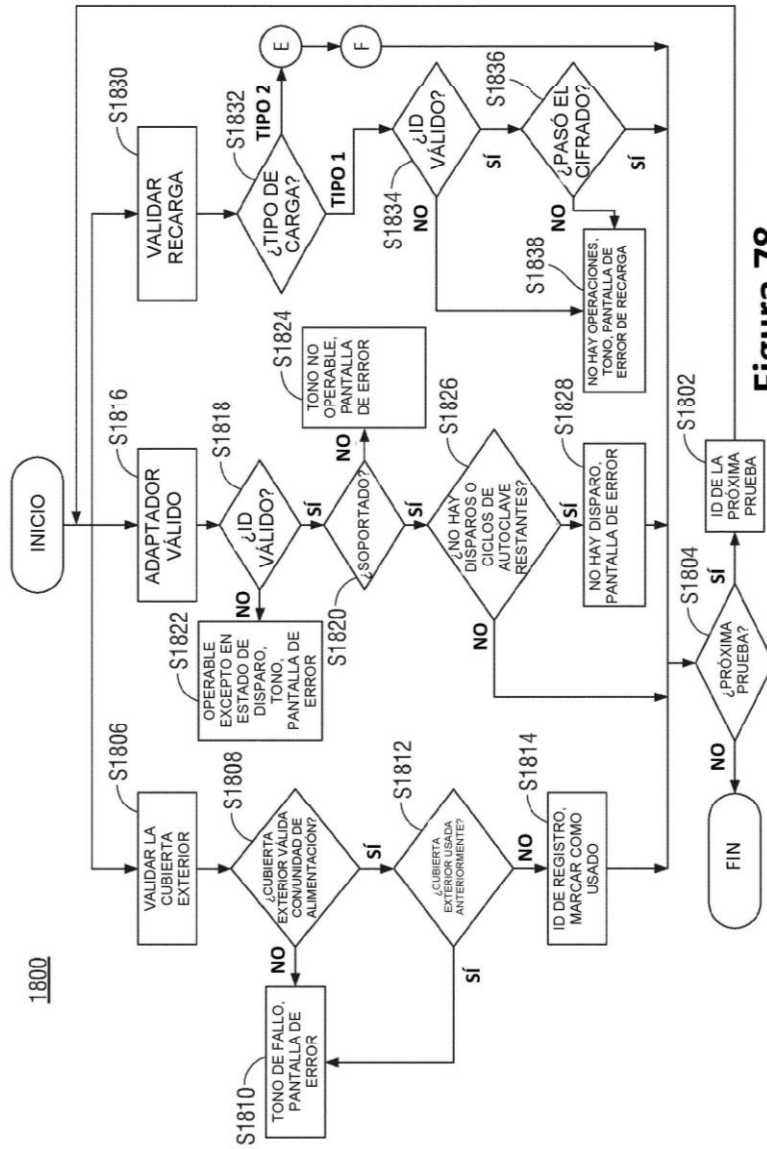 1800
INICIO
S1806
VALIDAR LA
CUBIERTA
EXTERIOR
S1808
¿CUBIERTA
EXTERIOR VÁLIDA
CON/UNIDAD DE
ALIMENTACIÓN?
NO
SÍ
S1810
TONO DE FALLO,
PANTALLA DE
ERROR
S1812
¿CUBIERTA
EXTERIOR USADA
ANTERIORMENTE?
SÍ
NO
S1814
ID DE REGISTRO,
MARCAR COMO
USADO
S1816
ADAPTADOR
VÁLIDO
S1818
¿ID
VÁLIDO?
NO
SÍ
S1822
OPERABLE
EXCEPTO EN
ESTADO DE
DISPARO,
TONO,
PANTALLA DE
ERROR
S1820
¿SOPORTADO?
NO
SÍ
S1824
TONO NO
OPERABLE,
PANTALLA
DE ERROR
S1826
¿NO HAY
DISPAROS O
CICLOS DE
AUTOCLAVE
RESTANTES?
NO
SÍ
S1828
NO HAY DISPARO,
PANTALLA DE ERROR
S1830
VALIDAR
RECARGA
S1832
¿TIPO DE
CARGA?
TIPO 2
TIPO 1
E
F
S1834
¿ID
VÁLIDO?
NO
SÍ
S1836
¿PASÓ EL
CIFRADO?
NO
SÍ
S1838
NO HAY OPERACIONES,
TONO, PANTALLA DE
ERROR DE RECARGA
S1804
¿PRÓXIMA
PRUEBA?
NO
SÍ
S1802
ID DE LA
PRÓXIMA
PRUEBA
FIN
Figura 78